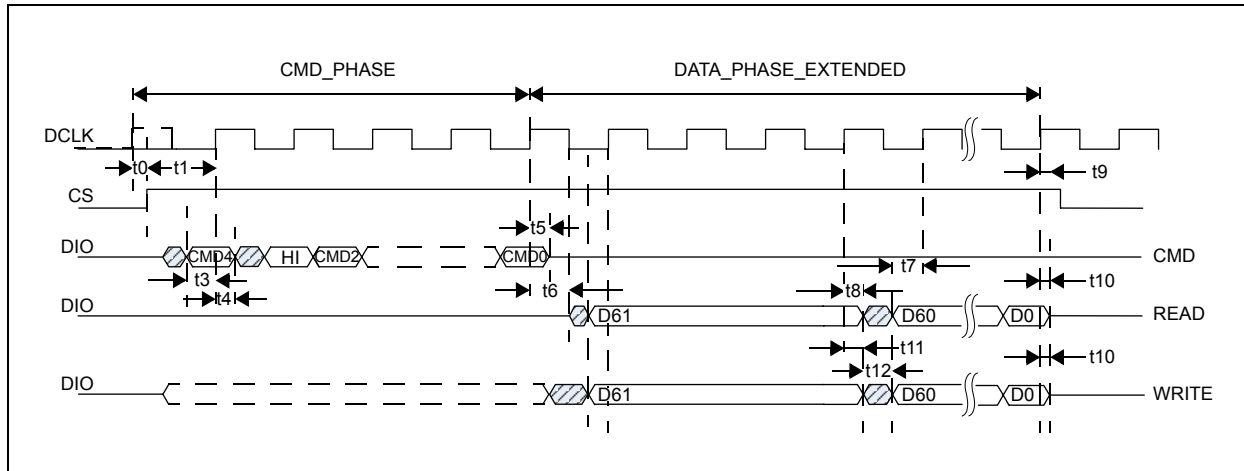 CMD_PHASE DATA_PHASE_EXTENDED
DCLK
t0 t1 t9
CS
t5
DIO CMD4 HI CMD2 CMD0 t7 CMD
t3 t6 t8 t10
t4
DIO D61 D60 D0 READ
t11 t10
t12
DIO D61 D60 D0 WRITE